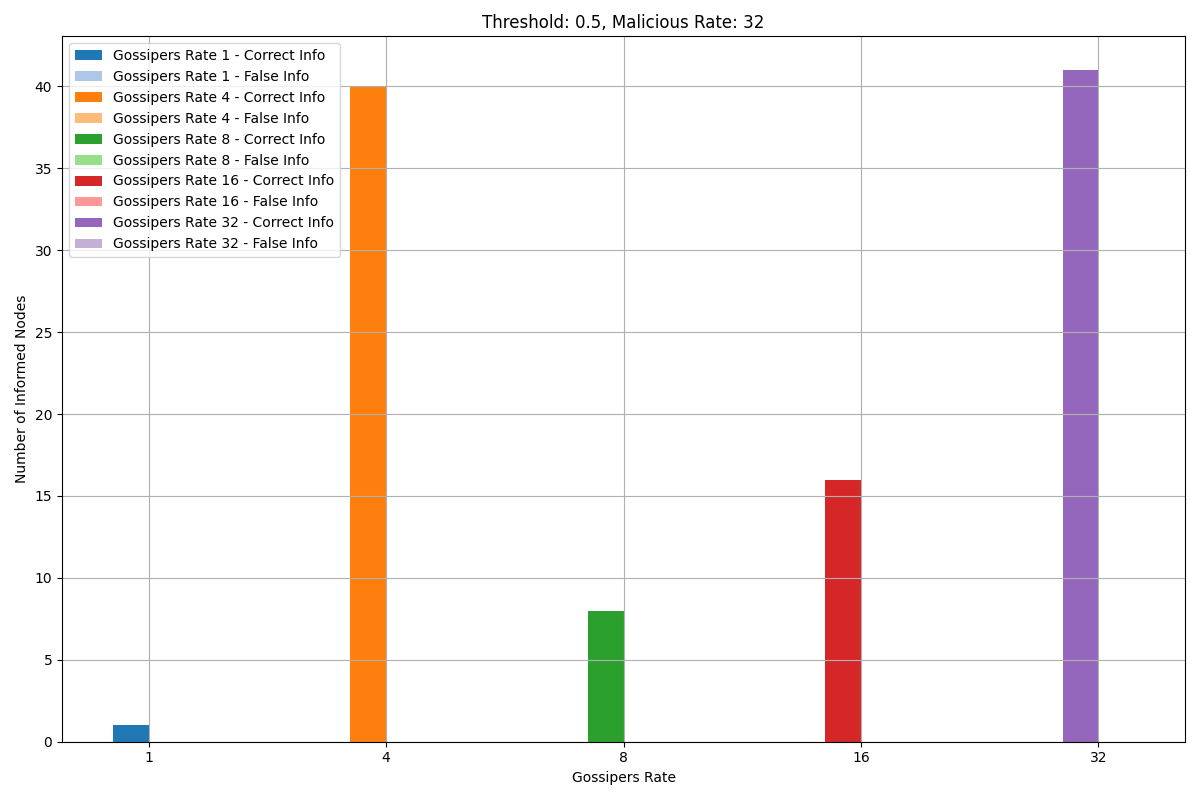 Threshold: 0.5, Malicious Rate: 32
Gossipers Rate 1 - Correct Info
Gossipers Rate 1 - False Info
Gossipers Rate 4 - Correct Info
Gossipers Rate 4 - False Info
Gossipers Rate 8 - Correct Info
Gossipers Rate 8 - False Info
Gossipers Rate 16 - Correct Info
Gossipers Rate 16 - False Info
Gossipers Rate 32 - Correct Info
Gossipers Rate 32 - False Info
Number of Informed Nodes
40
35
30
25
20
15
10
5
0
1 4 8 16 32
Gossipers Rate